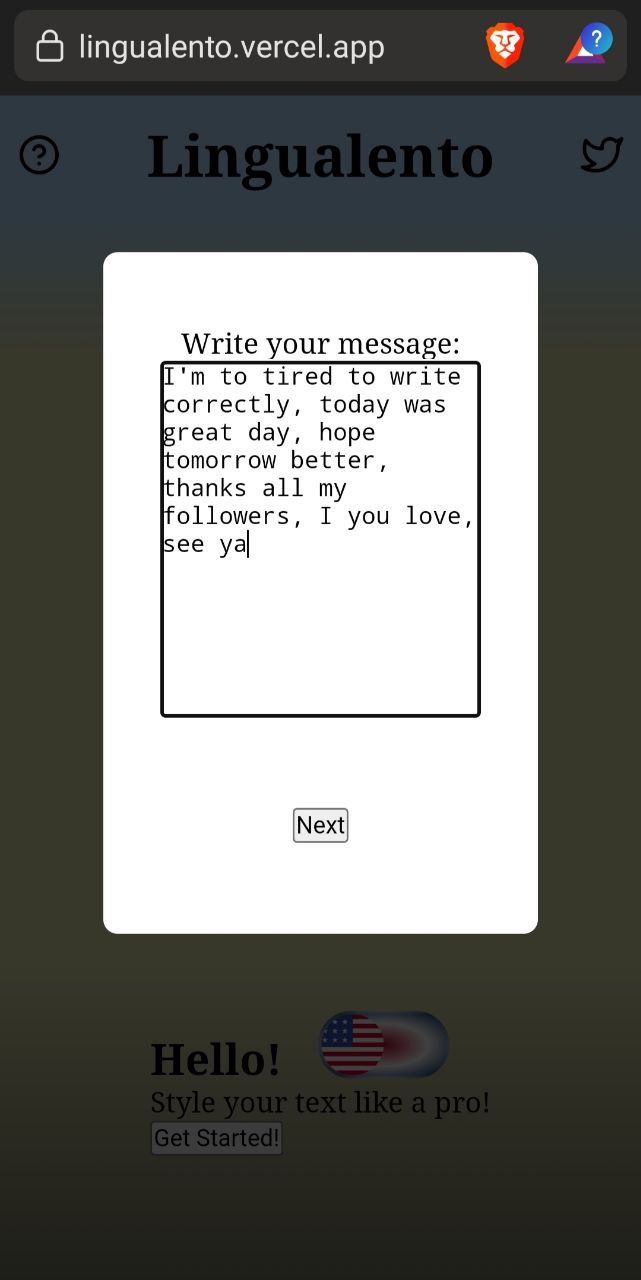 lingualento.vercel.app
?
? Lingualento
Write your message:
I'm to tired to write
correctly, today was
great day, hope
tomorrow better,
thanks all my
followers, I you love,
see ya
Next
Hello!
Style your text like a pro!
Get Started!